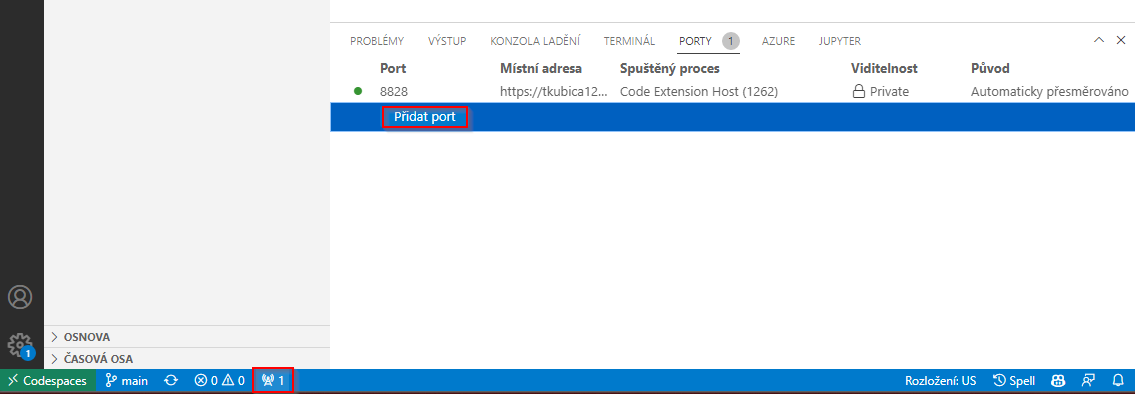 PROBLÉMY VÝSTUP KONZOLA LADĚNÍ TERMINÁL PORTY 1 AZURE JUPYTER
Port Místní adresa Spuštěný proces Viditelnost Původ
8828 https://tkubica12... Code Extension Host (1262) Private Automaticky přesměrováno
Přidat port
1
OSNOVA
ČASOVÁ OSA
Codespaces main 0 0 1 Rozložení: US Spell